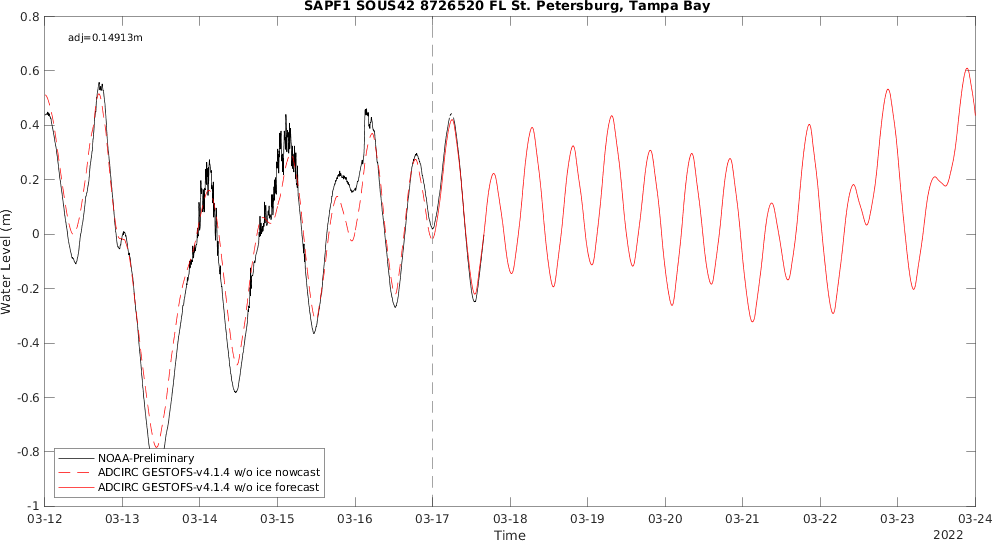 SAPF1 SOUS42 8726520 FL St. Petersburg, Tampa Bay
adj=0.14913m
0.8
0.6
0.4
0.2
0
-0.2
-0.4
-0.6
-0.8
-1
Water Level (m)
NOAA-Preliminary
ADCIRC GESTOFS-v4.1.4 w/o ice nowcast
ADCIRC GESTOFS-v4.1.4 w/o ice forecast
03-12 03-13 03-14 03-15 03-16 03-17 03-18 03-19 03-20 03-21 03-22 03-23 03-24
Time
2022